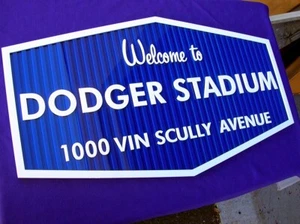 Welcome to
DODGER STADIUM
1000 VIN SCULLY AVENUE